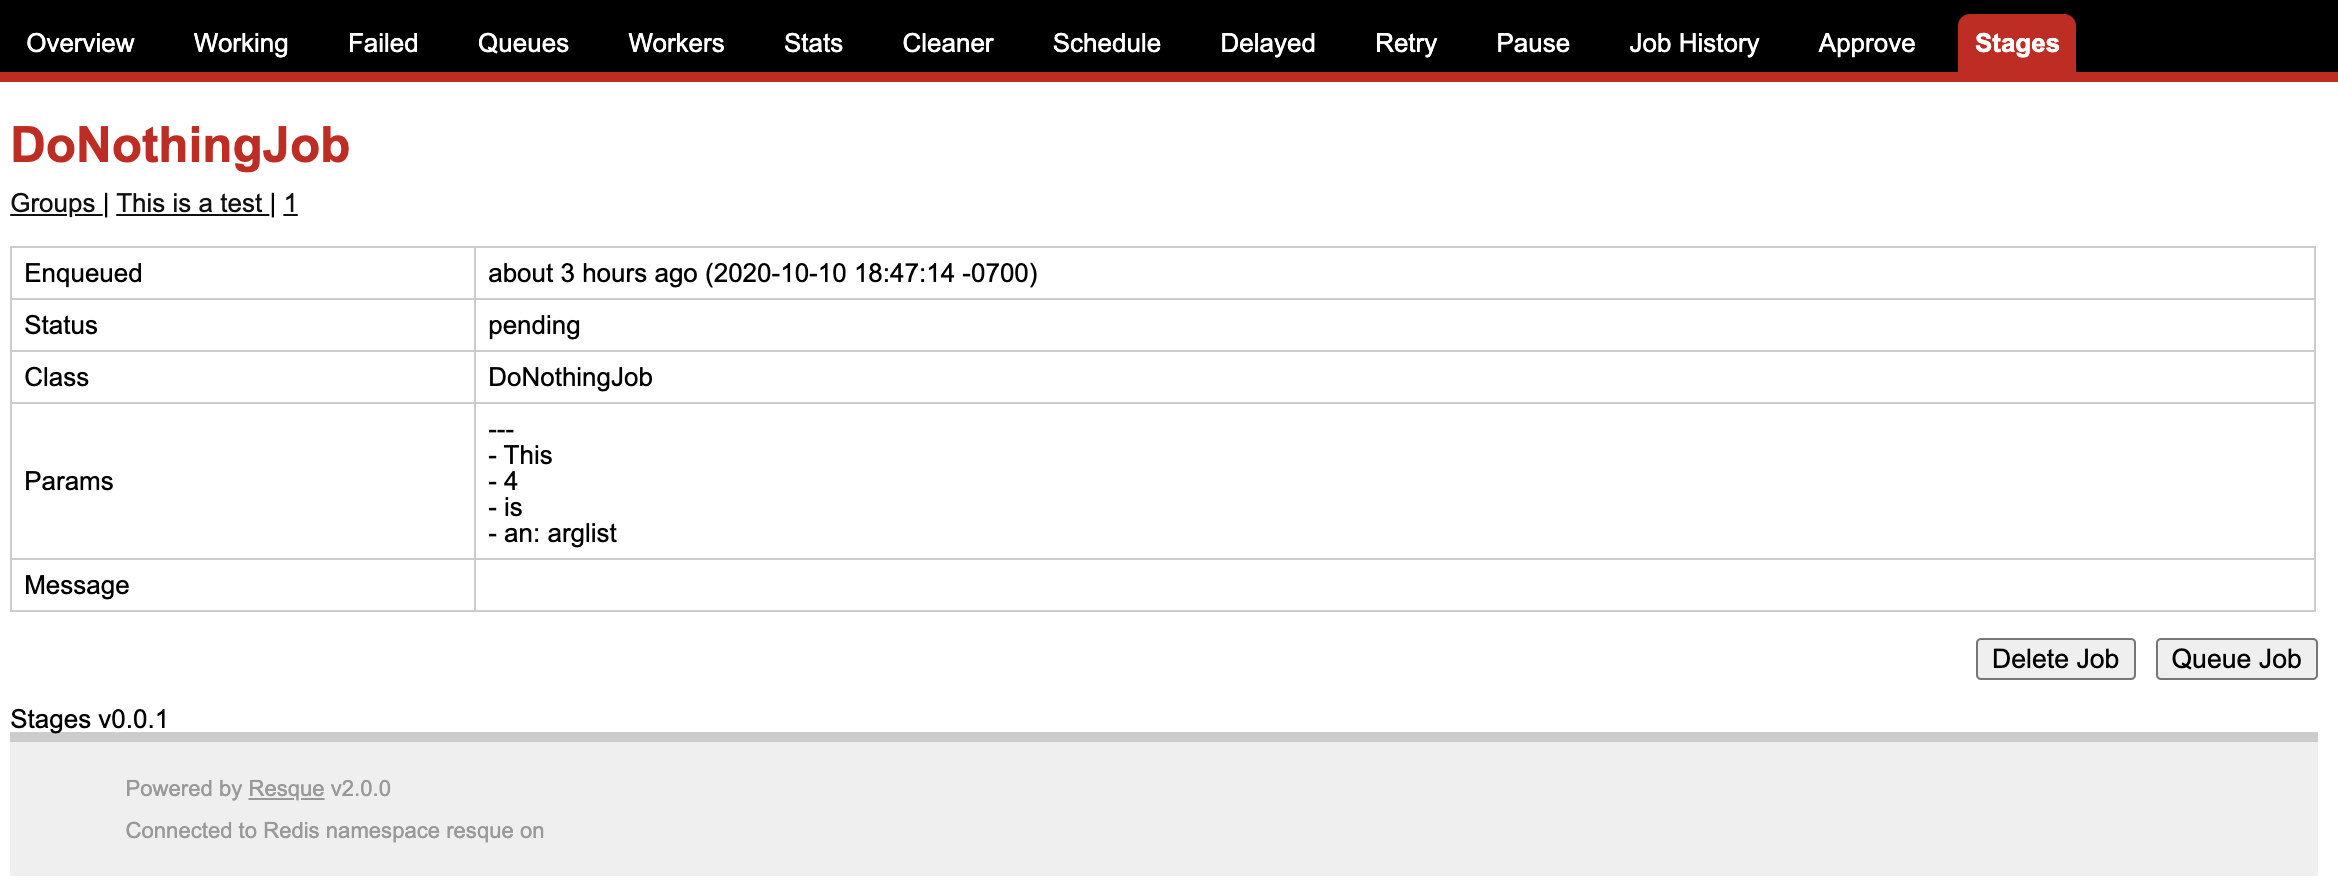 Overview Working Failed Queues Workers Stats Cleaner Schedule Delayed Retry Pause Job History Approve Stages
DoNothingJob
Groups | This is a test | 1
Enqueued about 3 hours ago (2020-10-10 18:47:14 -0700)
Status pending
Class DoNothingJob
Params
---
- This
- 4
- is
- an: arglist
Message
Delete Job Queue Job
Stages v0.0.1
Powered by Resque v2.0.0
Connected to Redis namespace resque on